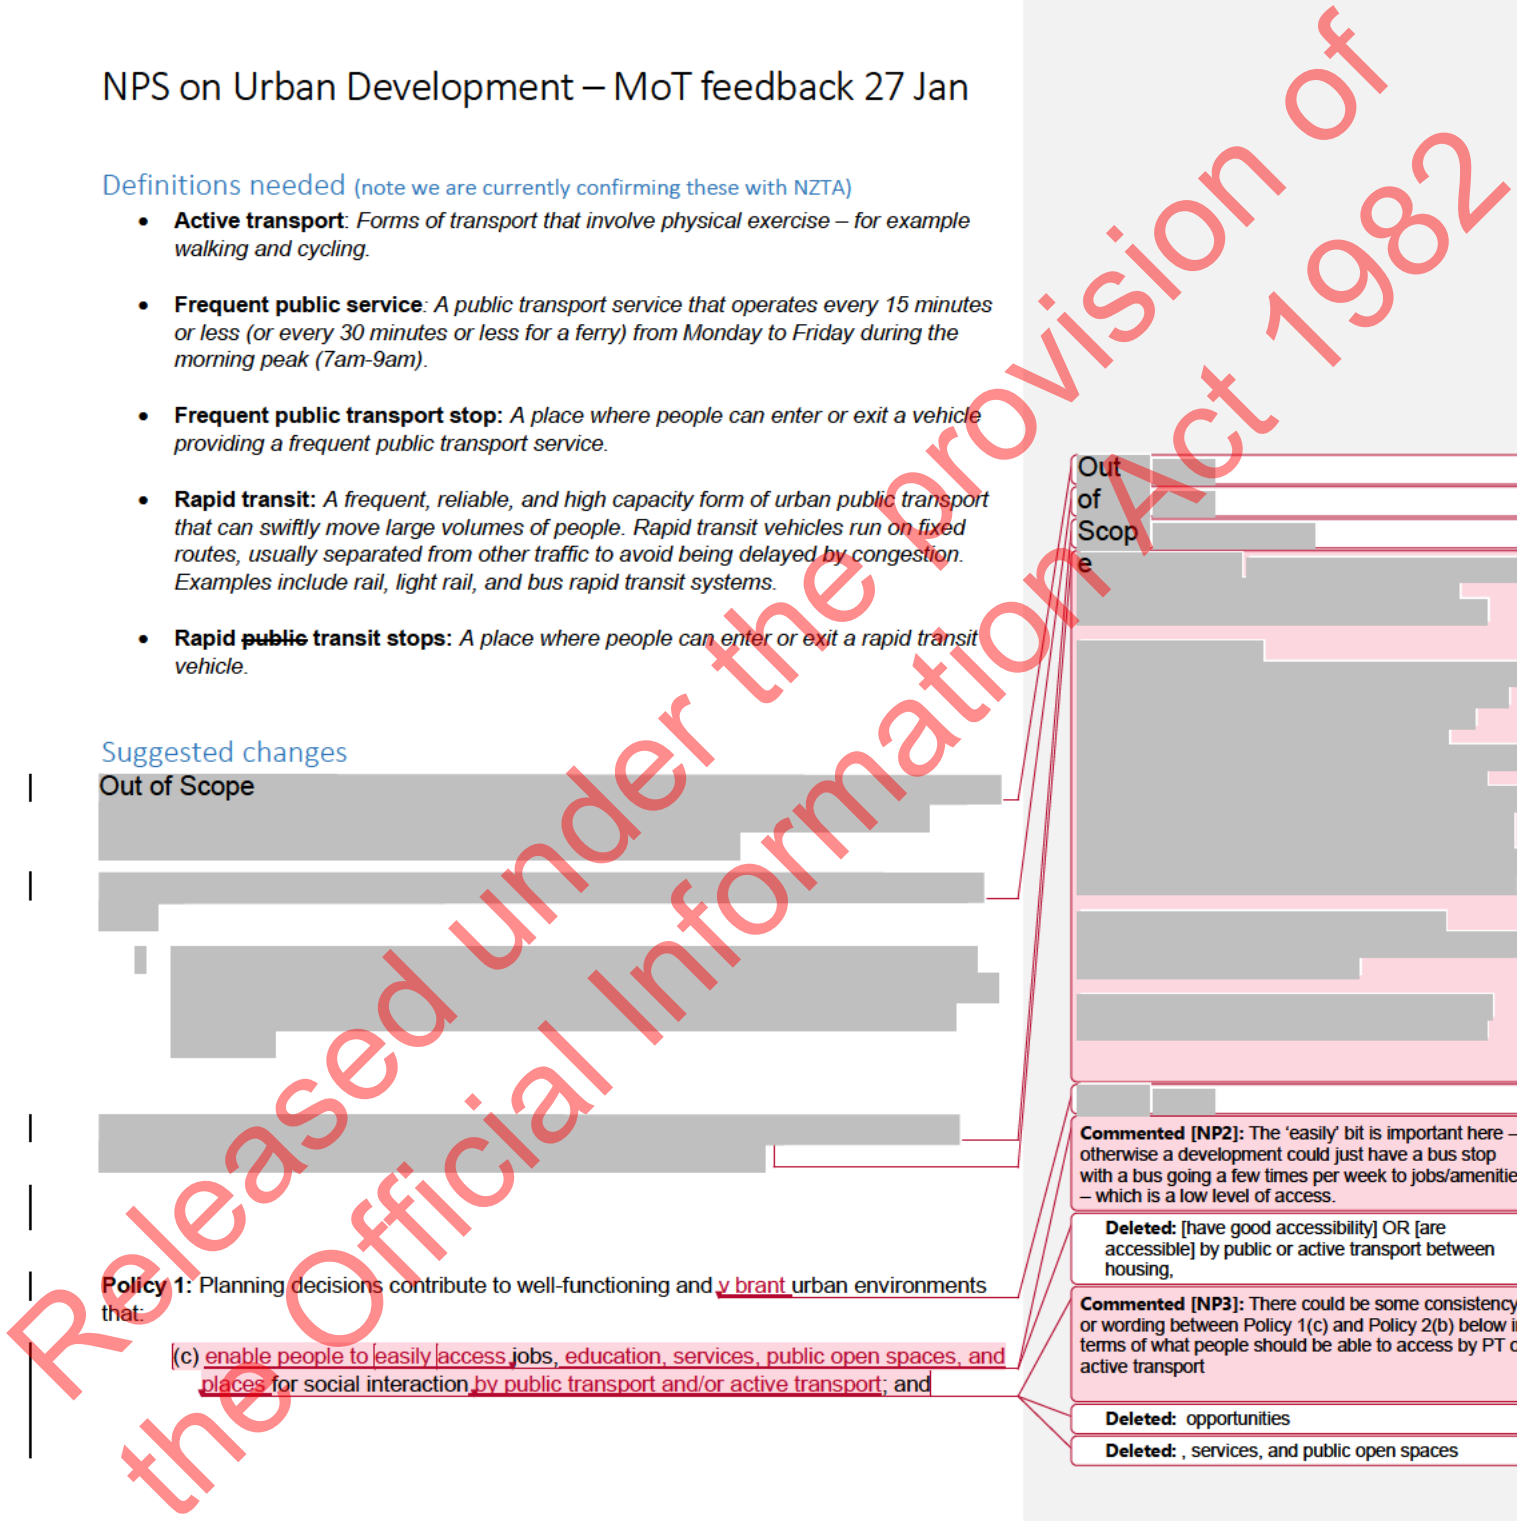 NPS on Urban Development – MoT feedback 27 Jan
Definitions needed (note we are currently confirming these with NZTA)
• Active transport: Forms of transport that involve physical exercise – for example
walking and cycling.
• Frequent public service: A public transport service that operates every 15 minutes
or less (or every 30 minutes or less for a ferry) from Monday to Friday during the
morning peak (7am-9am).
• Frequent public transport stop: A place where people can enter or exit a vehicle
providing a frequent public transport service.
• Rapid transit: A frequent, reliable, and high capacity form of urban public transport
that can swiftly move large volumes of people. Rapid transit vehicles run on fixed
routes, usually separated from other traffic to avoid being delayed by congestion.
Examples include rail, light rail, and bus rapid transit systems.
• Rapid public transit stops: A place where people can enter or exit a rapid transit
vehicle.
Suggested changes
Out of Scope
Policy 1: Planning decisions contribute to well-functioning and v brant urban environments
that:
(c) enable people to easily access jobs, education, services, public open spaces, and
places for social interaction by public transport and/or active transport; and
Out
of
Scop
e
Commented [NP2]: The 'easily' bit is important here –
otherwise a development could just have a bus stop
with a bus going a few times per week to jobs/amenitie
– which is a low level of access.
Deleted: [have good accessibility] OR [are
accessible] by public or active transport between
housing,
Commented [NP3]: There could be some consistency
or wording between Policy 1(c) and Policy 2(b) below i
terms of what people should be able to access by PT o
active transport
Deleted: opportunities
Deleted: , services, and public open spaces
Released under the provision of
the Official Information Act 1982